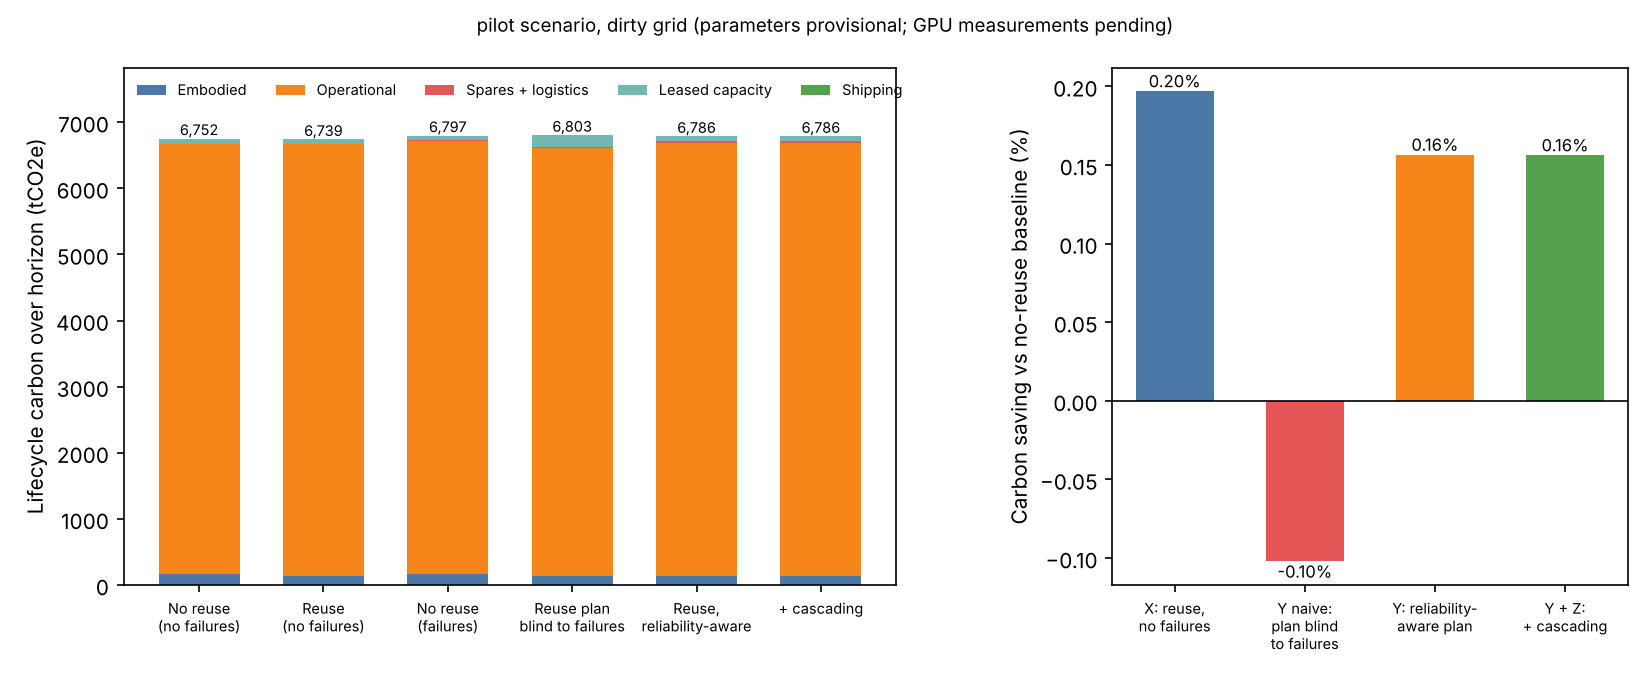 pilot scenario, dirty grid (parameters provisional; GPU measurements pending)
Embodied Operational Spares + logistics Leased capacity Shipping
Lifecycle carbon over horizon (tCO2e)
7000
6000
5000
4000
3000
2000
1000
0
6,752 6,739 6,797 6,803 6,786 6,786
No reuse
(no failures)
Reuse
(no failures)
No reuse
(failures)
Reuse plan
blind to failures
Reuse,
reliability-aware
+ cascading
Carbon saving vs no-reuse baseline (%)
0.20
0.15
0.10
0.05
0.00
−0.05
−0.10
0.20%
-0.10%
0.16%
0.16%
X: reuse,
no failures
Y naive:
plan blind
to failures
Y: reliability-
aware plan
Y + Z:
+ cascading